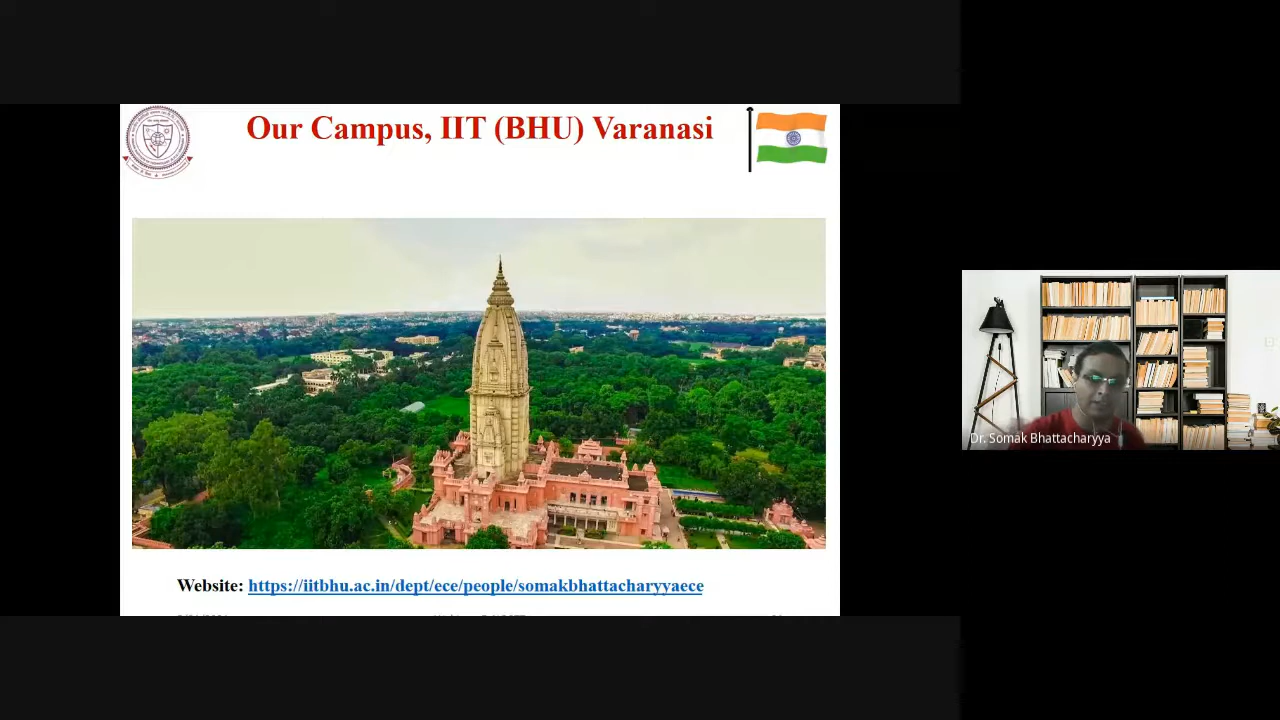 Our Campus, IIT (BHU) Varanasi
Website: https://iitbhu.ac.in/dept/ece/people/somakbhattacharyyaece
Dr. Somak Bhattacharyya